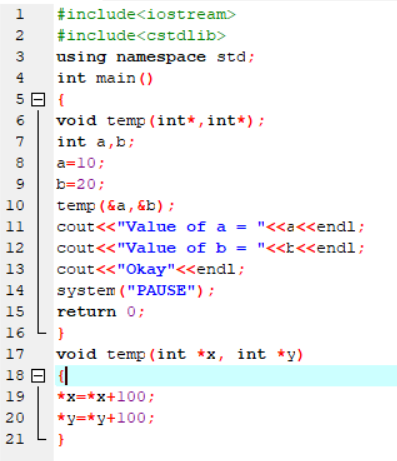 1 #include<iostream>
2 #include<cstdlib>
3 using namespace std;
4 int main()
5 {
6 void temp(int*,int*);
7 int a,b;
8 a=10;
9 b=20;
10 temp(&a,&b);
11 cout<<"Value of a = "<<a<<endl;
12 cout<<"Value of b = "<<b<<endl;
13 cout<<"Okay"<<endl;
14 system("PAUSE");
15 return 0;
16 }
17 void temp(int *x, int *y)
18 {
19 *x=*x+100;
20 *y=*y+100;
21 }